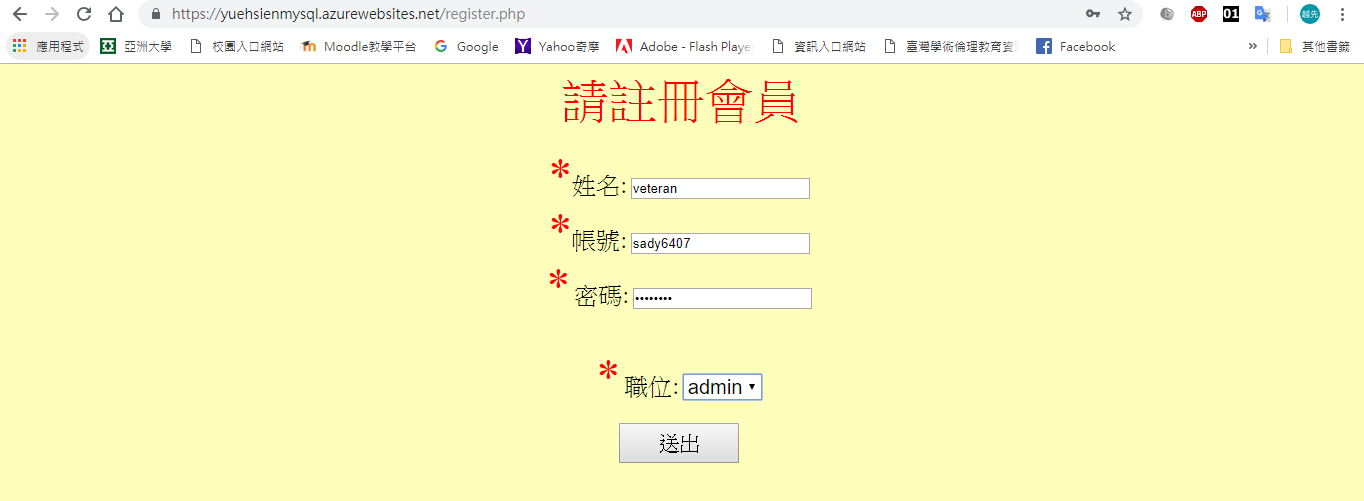 https://yuehsienmysql.azurewebsites.net/register.php
ABP
01
越先
應用程式 亞洲大學 校園入口網站 Moodle教學平台 Google Yahoo奇摩 Adobe - Flash Playe 資訊入口網站 臺灣學術倫理教育資 Facebook » 其他書籤
請註冊會員
*姓名: veteran
*帳號: sady6407
* 密碼: ••••••••
* 職位: admin
送出